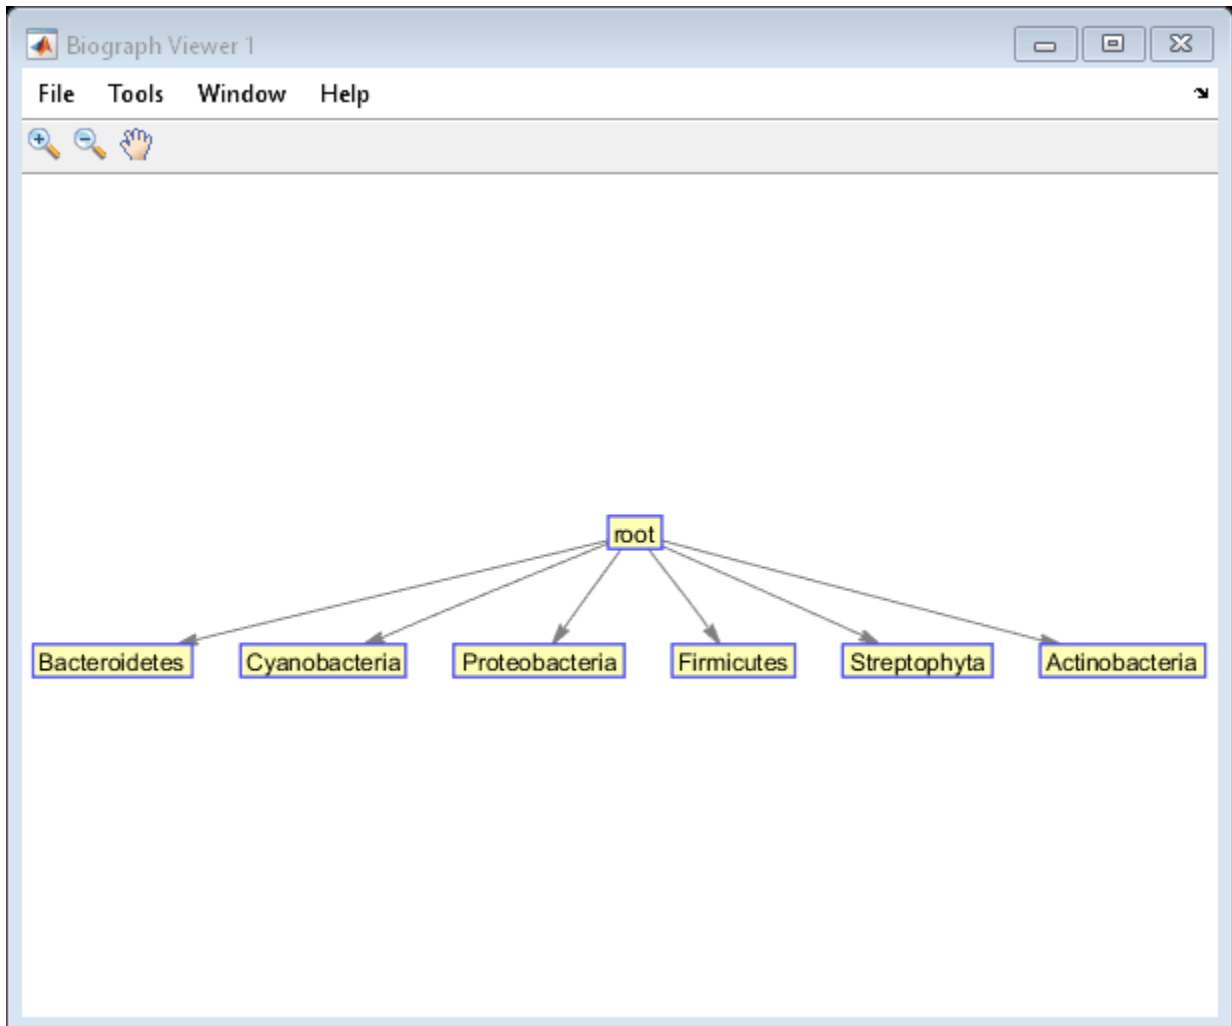 Biograph Viewer 1
File Tools Window Help
root
Bacteroidetes Cyanobacteria Proteobacteria Firmicutes Streptophyta Actinobacteria